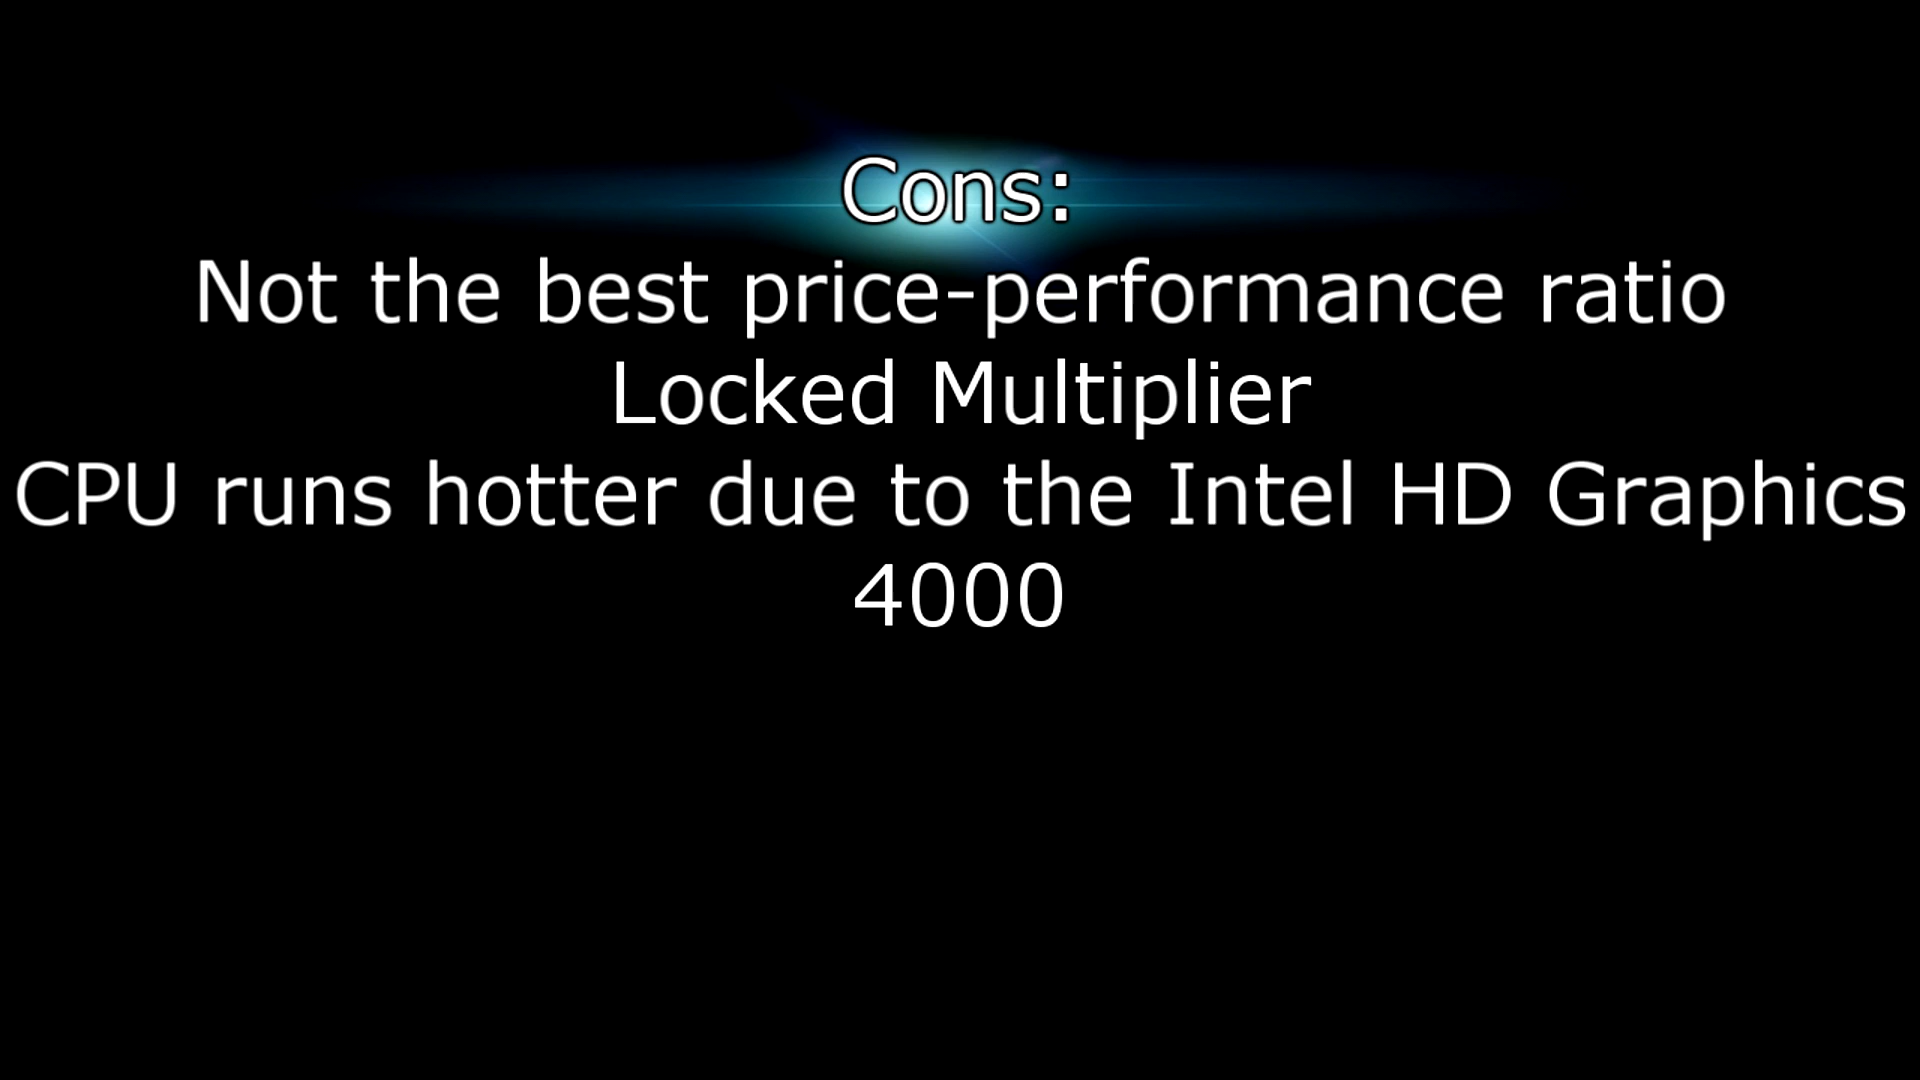 Cons:
Not the best price-performance ratio
Locked Multiplier
CPU runs hotter due to the Intel HD Graphics
4000